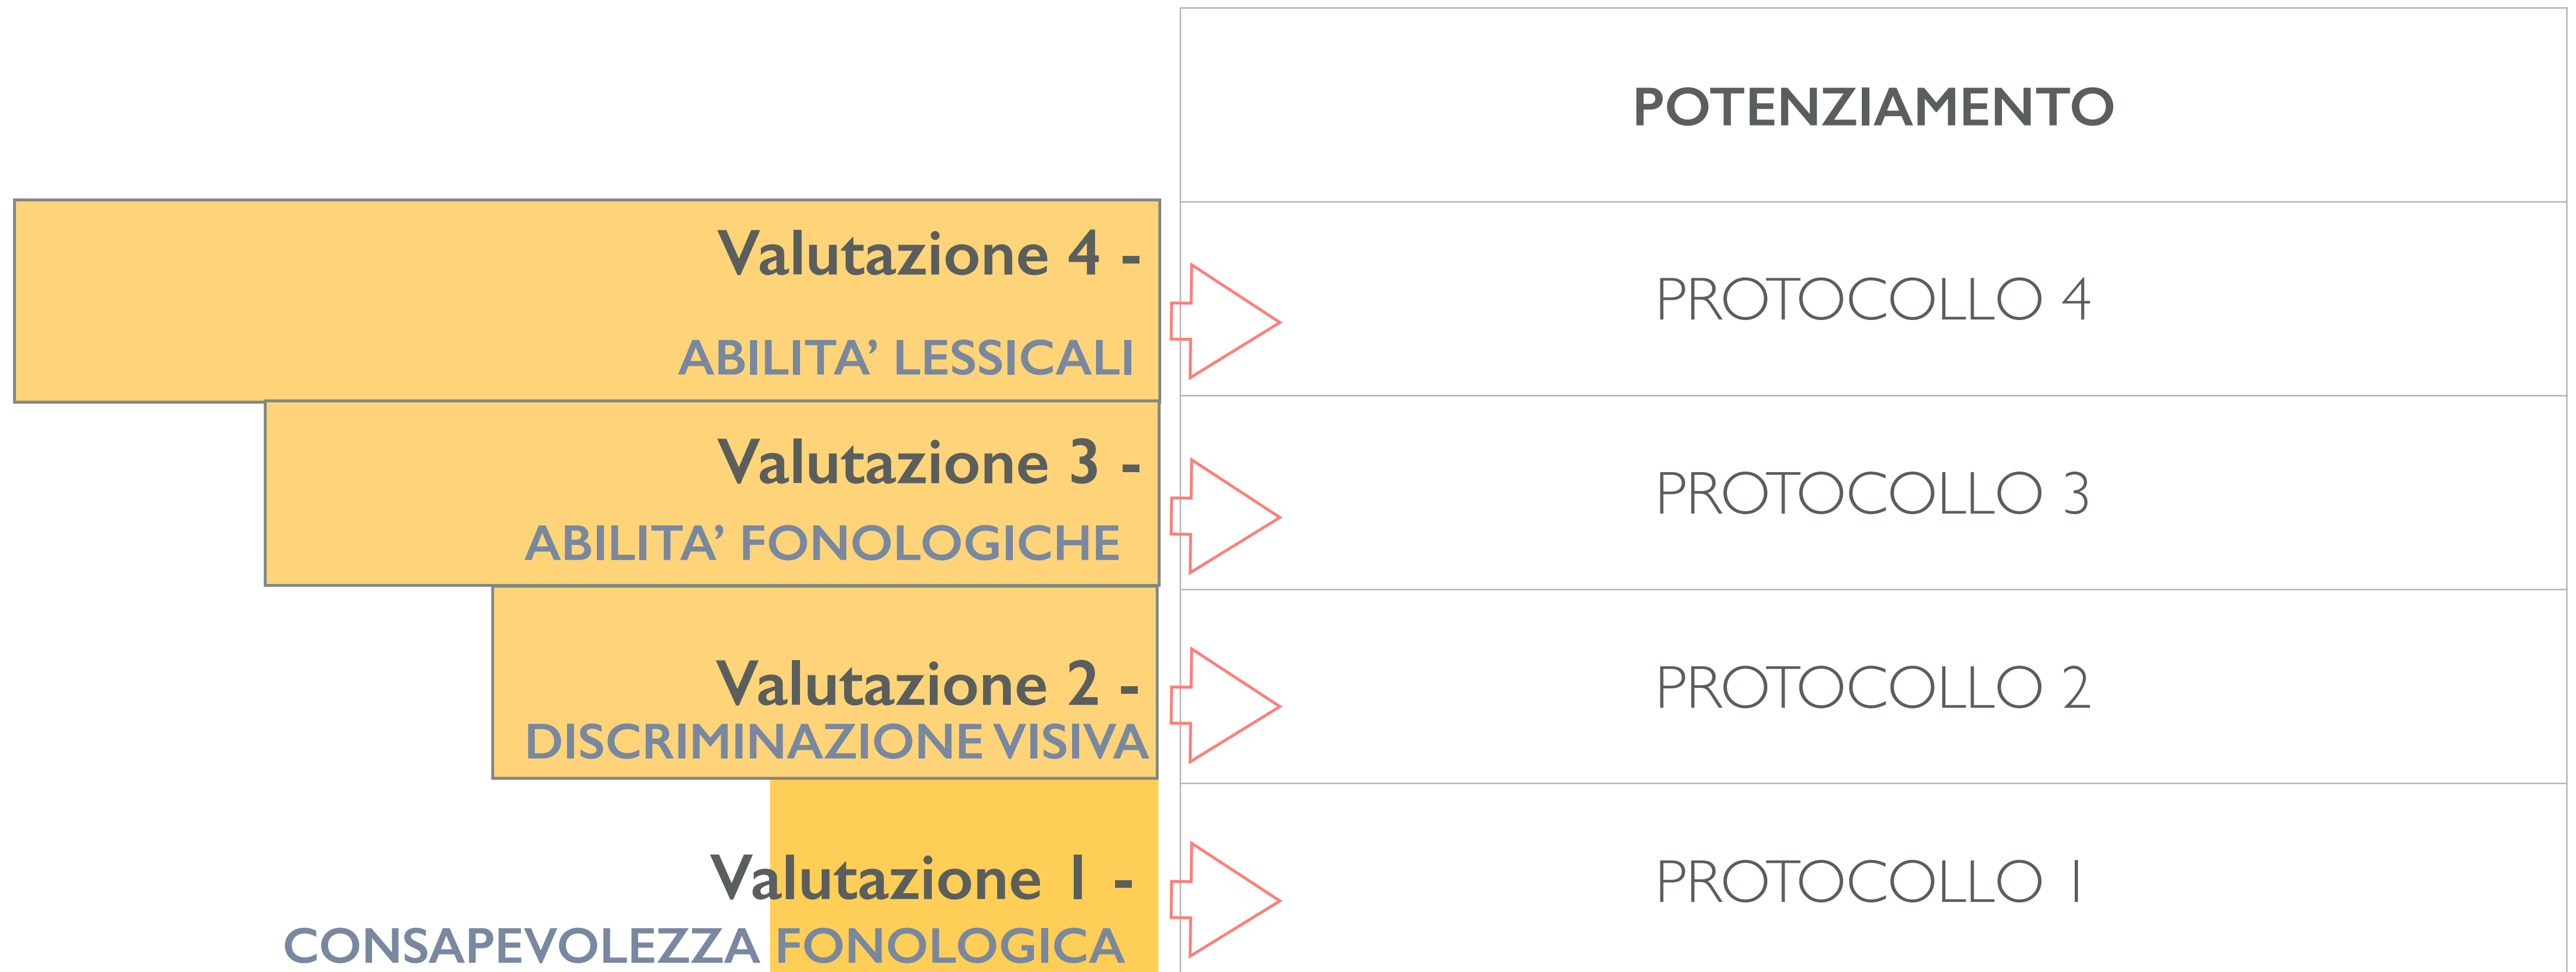 POTENZIAMENTO
Valutazione 4 -
ABILITA’ LESSICALI
PROTOCOLLO 4
Valutazione 3 -
ABILITA’ FONOLOGICHE
PROTOCOLLO 3
Valutazione 2 -
DISCRIMINAZIONE VISIVA
PROTOCOLLO 2
Valutazione 1 -
CONSAPEVOLEZZA FONOLOGICA
PROTOCOLLO 1